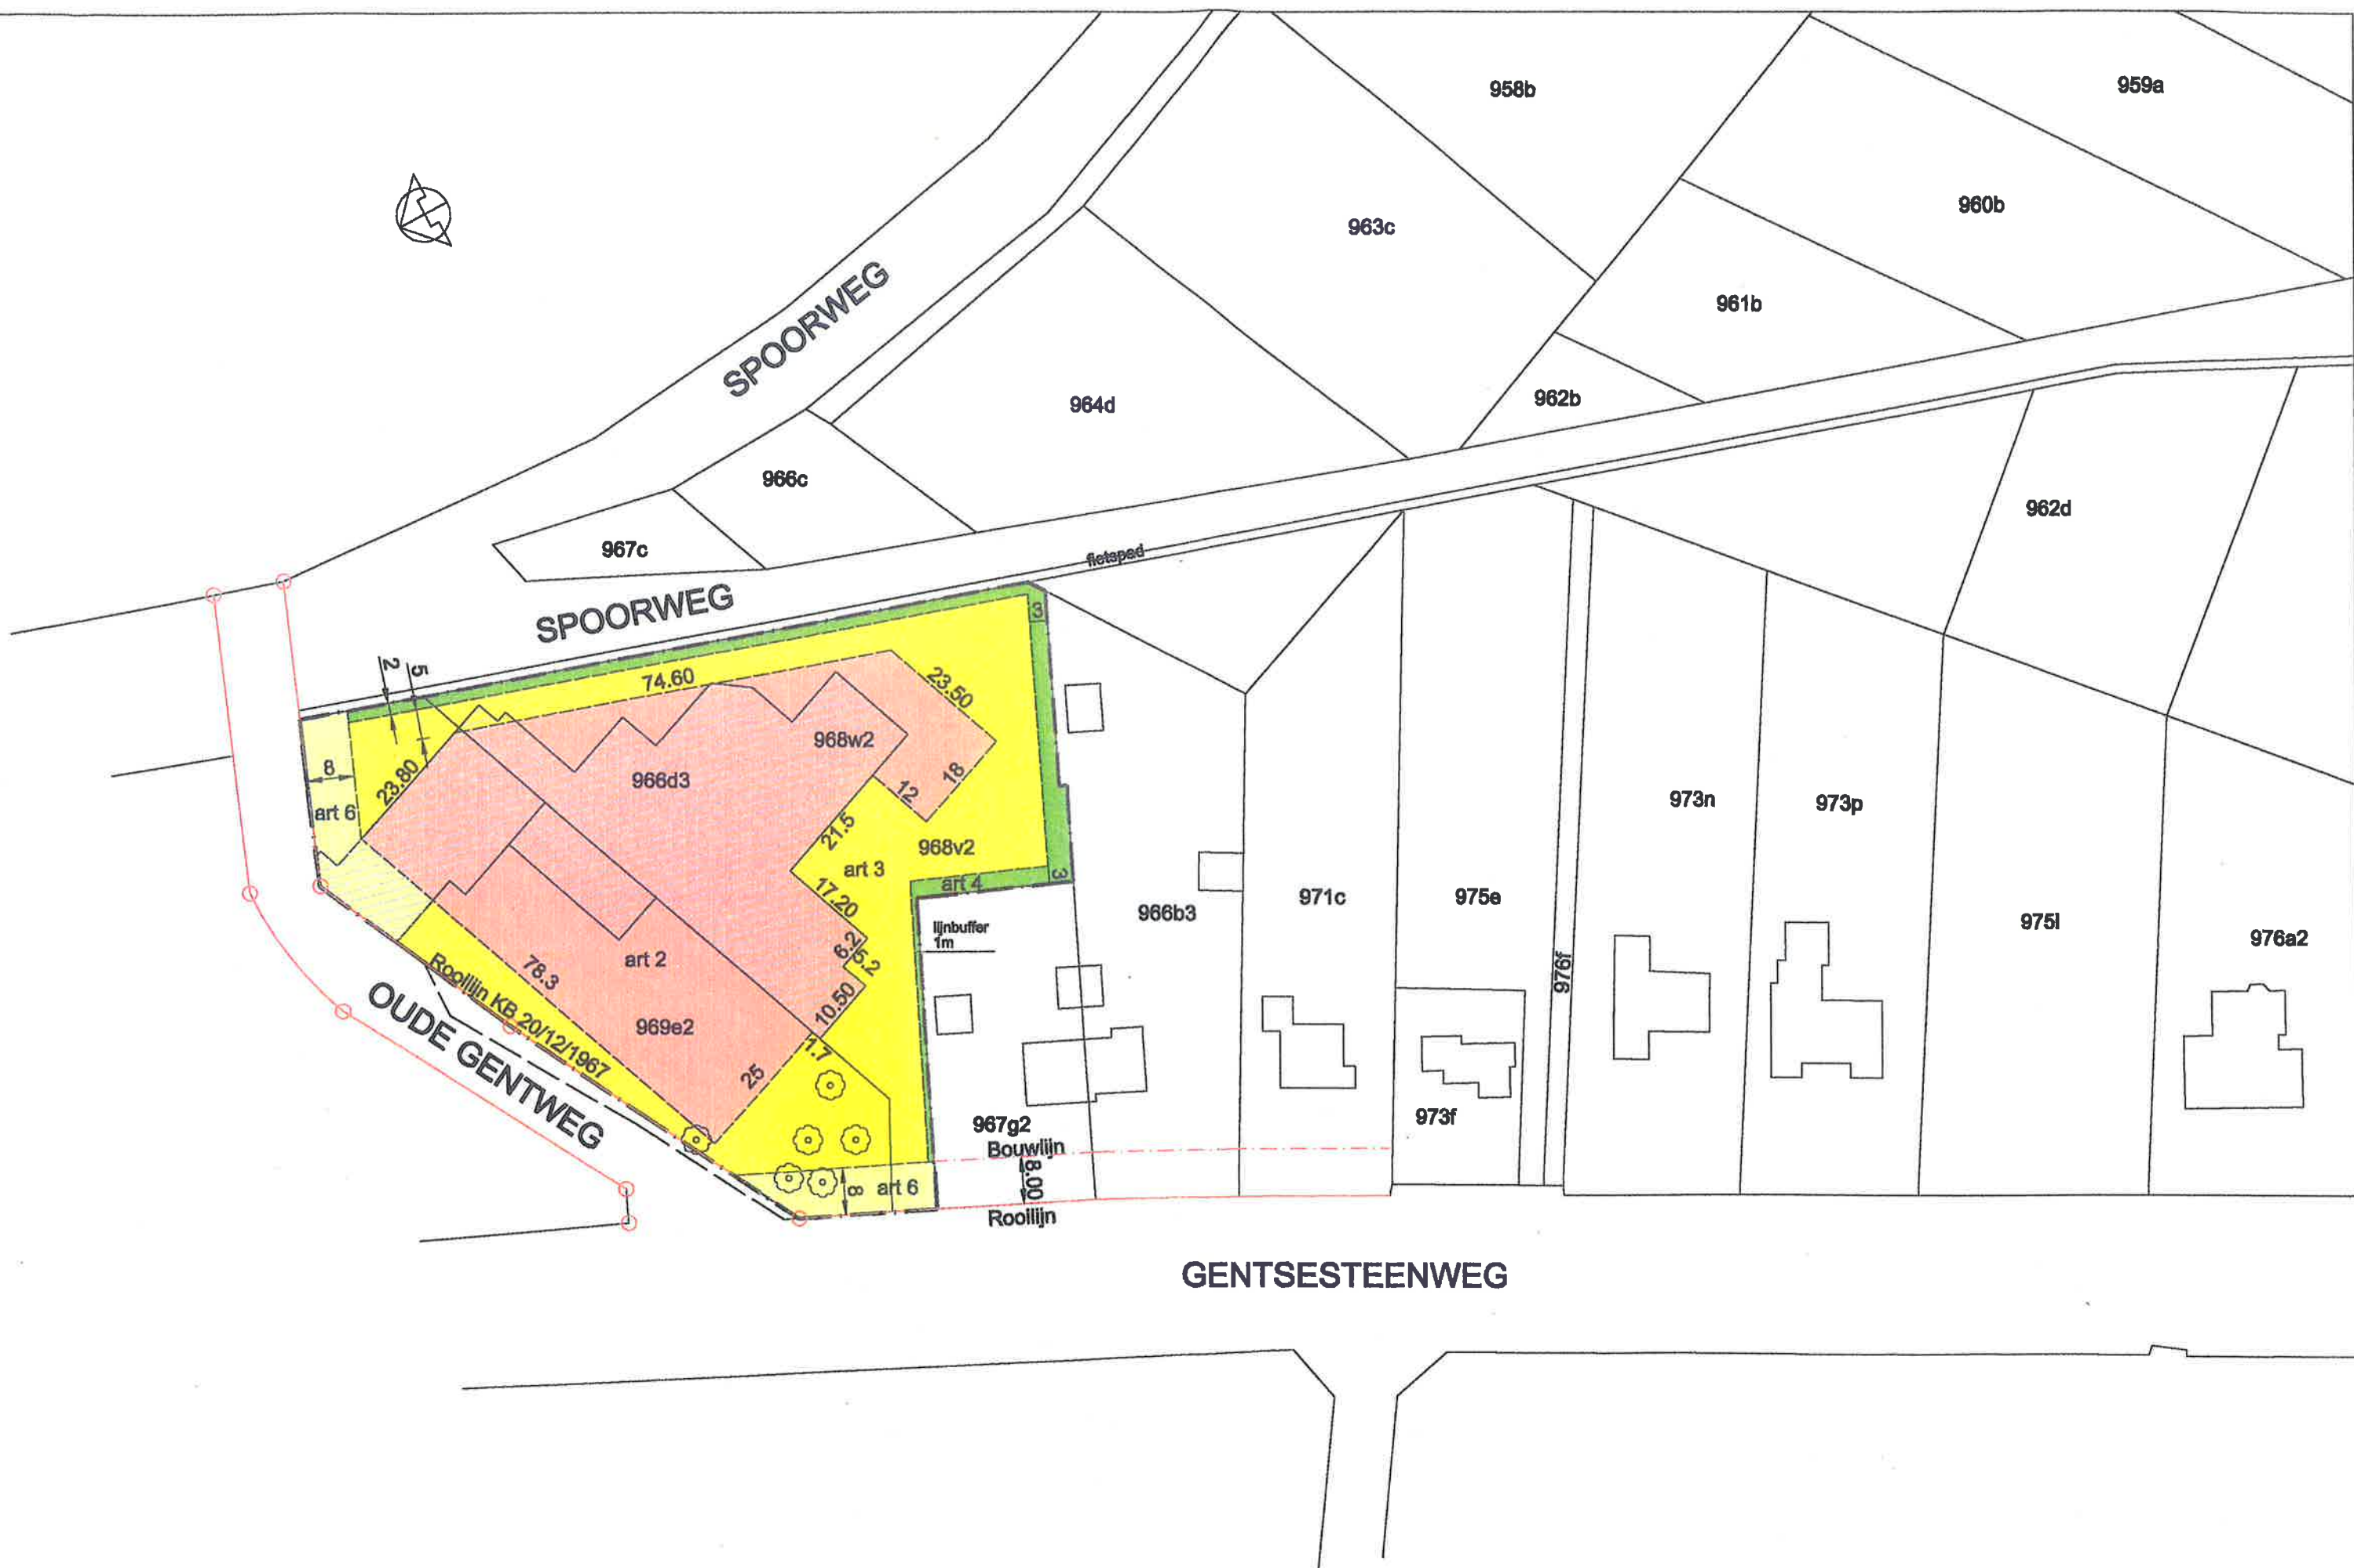 958b
959a
960b
963c
SPOORWEG
961b
962b
964d
966c
962d
967c
fietspad
SPOORWEG
3
2
5
74.60
23.50
968w2
966d3
8
23.80
12
18
art 6
973n
973p
21.5
968v2
art 3
3
art 4
17.20
971c
975e
966b3
975l
lijnbuffer
1m
976a2
6.2
5.2
art 2
78.3
976f
10.50
Rooilijn KB 20/12/1967
OUDE GENTWEG
969e2
1.7
25
967g2
973f
Bouwlijn
8.00
8
art 6
Rooilijn
GENTSESTEENWEG